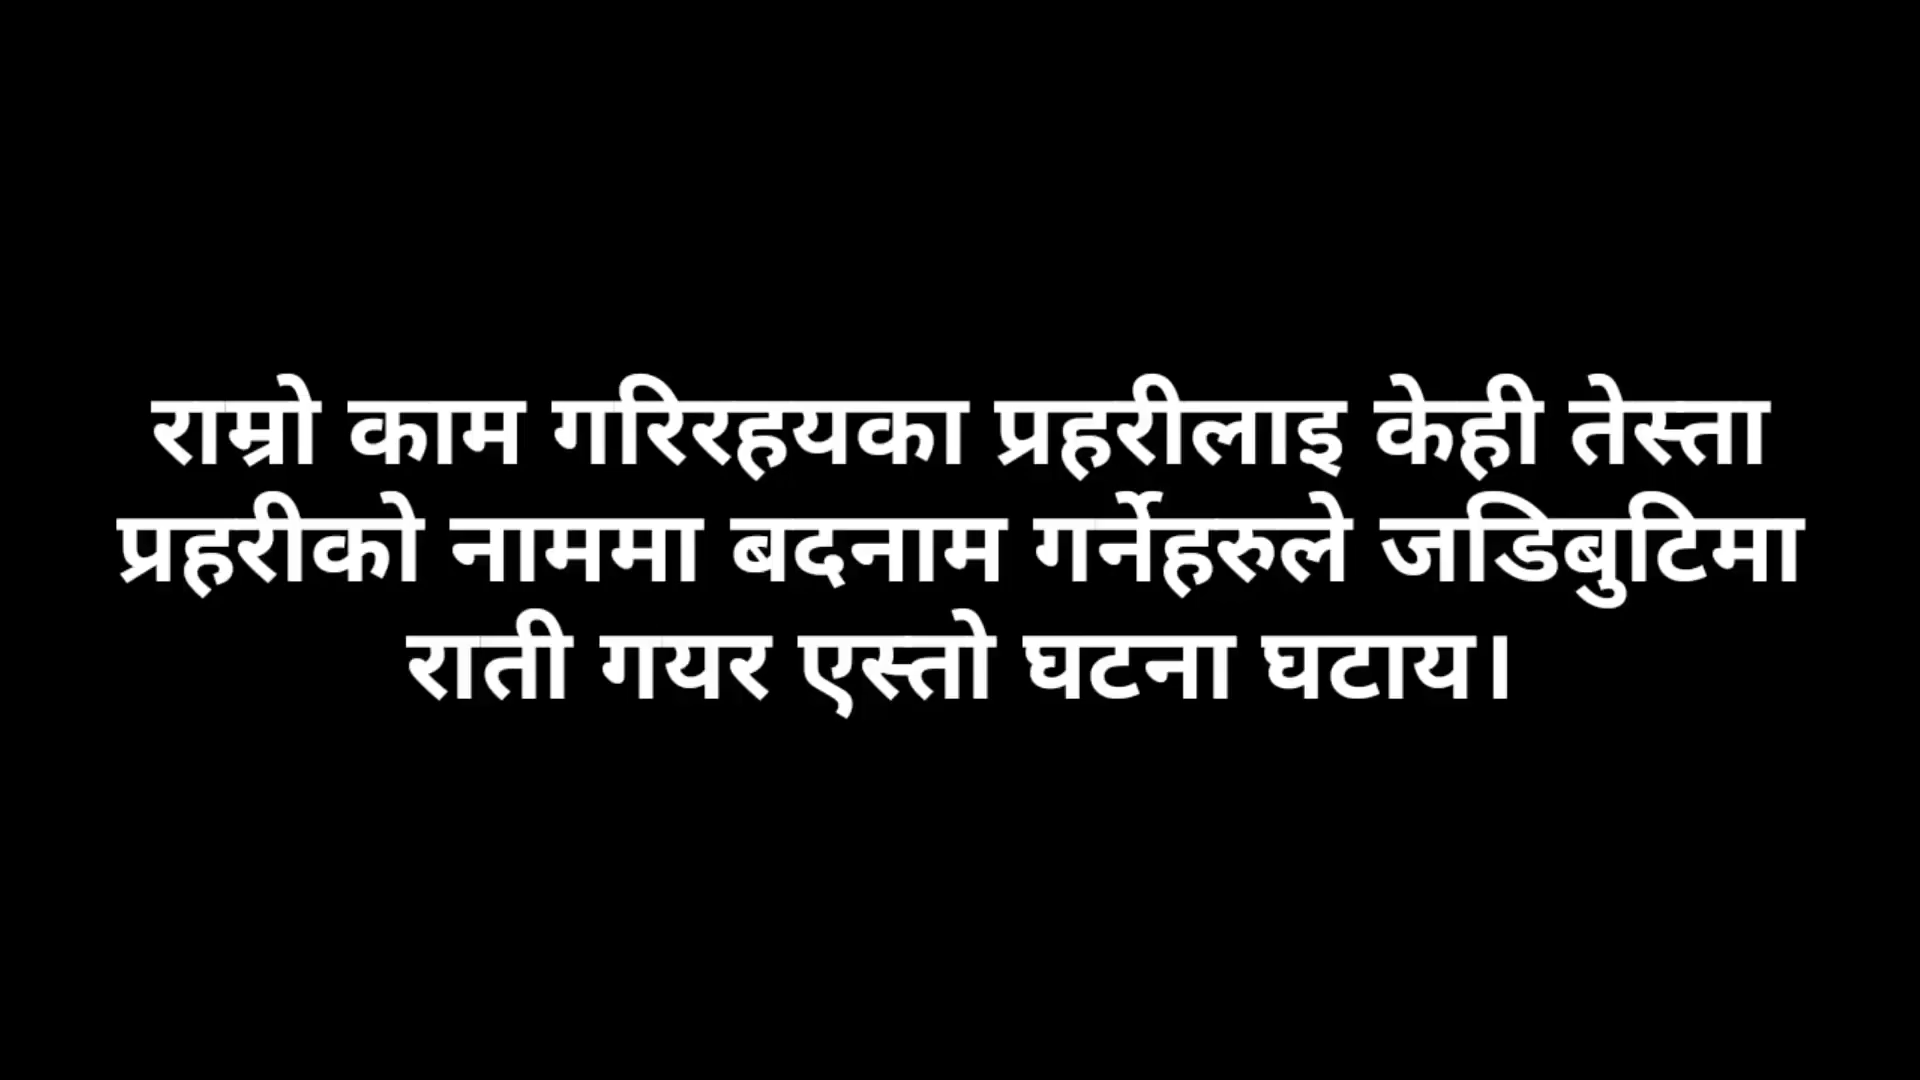 राम्रो काम गरिरहयका प्रहरीलाइ केही तेस्ता
प्रहरीको नाममा बदनाम गर्नेहरुले जडिबुटिमा
राती गयर एस्तो घटना घटाय।